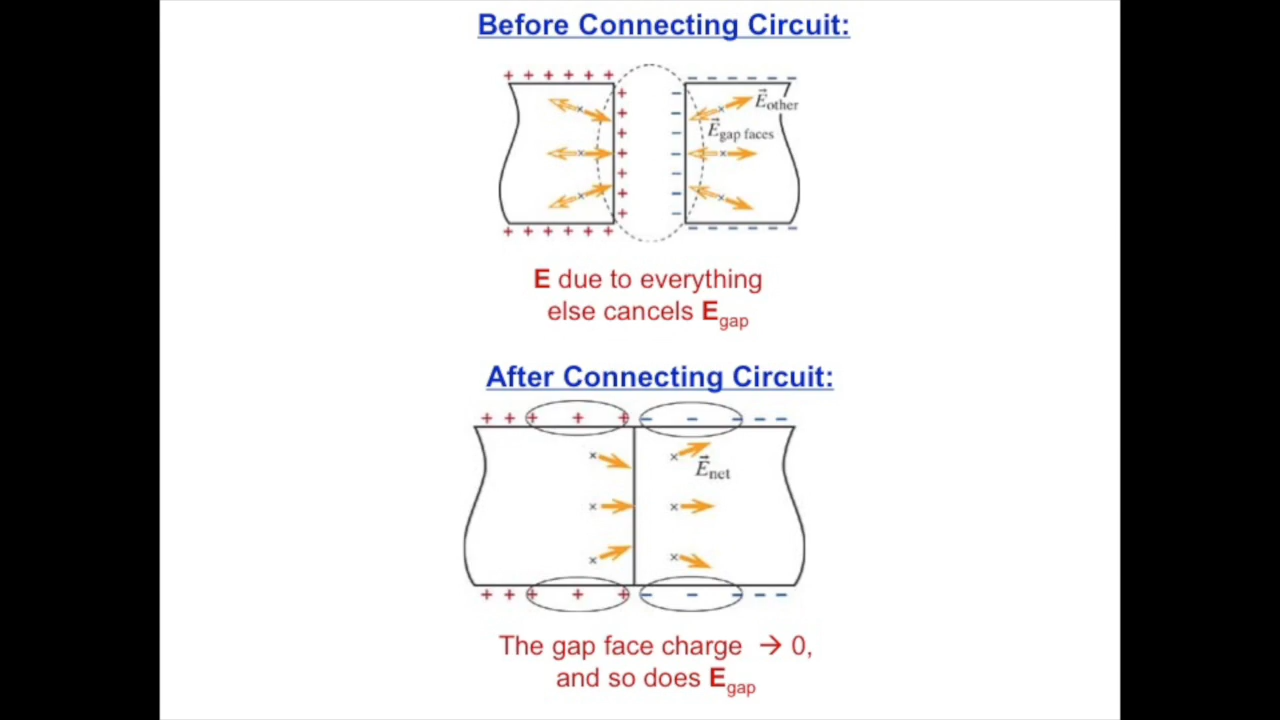 Before Connecting Circuit:
+ + + + + +
− − − − − −
E⃗other
E⃗gap faces
+ + + + + +
− − − − − −
E due to everything
else cancels Egap
After Connecting Circuit:
+ + + + + − − − − −
E⃗net
+ + + + + − − − − −
The gap face charge → 0,
and so does Egap